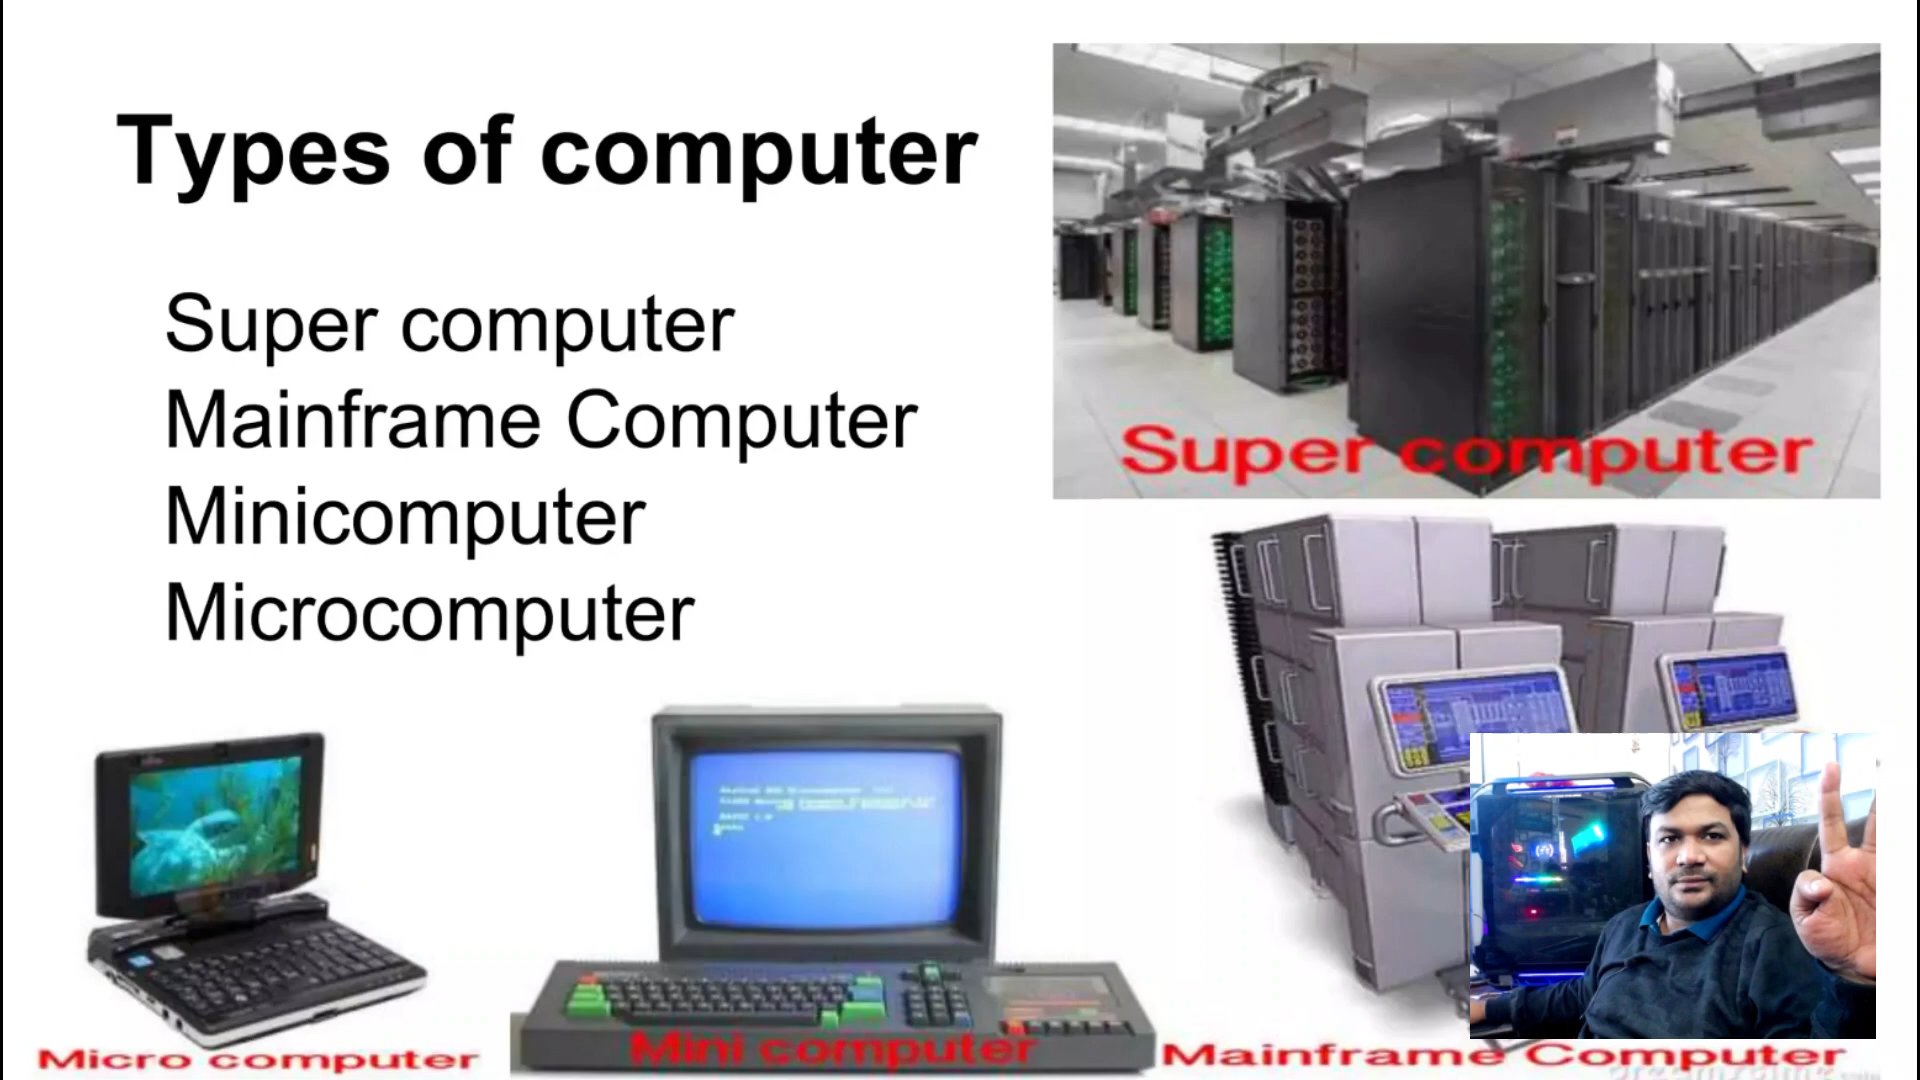 Types of computer
Super computer
Mainframe Computer
Minicomputer
Microcomputer
Super computer
Micro computer
Mini computer
Mainframe Computer